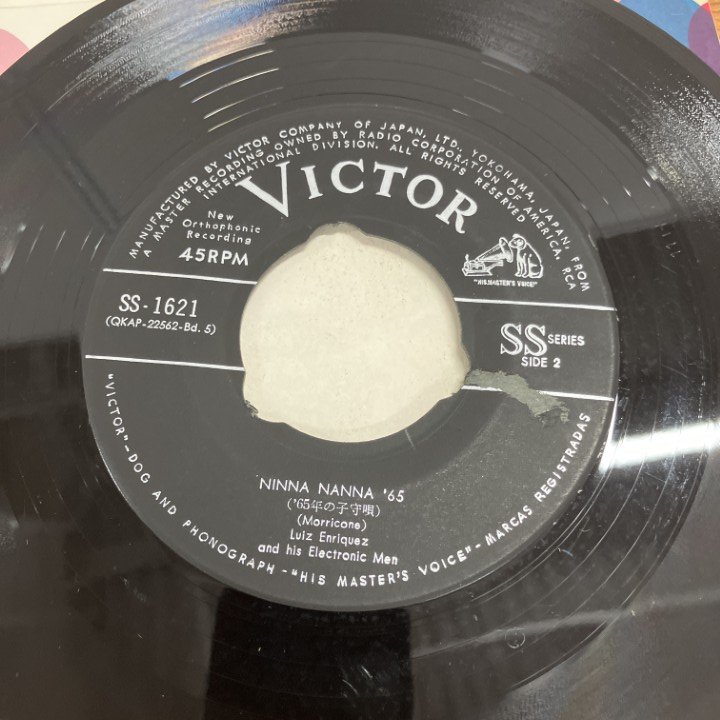 MANUFACTURED BY VICTOR COMPANY OF JAPAN, LTD. YOKOHAMA, JAPAN, FROM
A MASTER RECORDING OWNED BY RADIO CORPORATION OF AMERICA, RCA
INTERNATIONAL DIVISION. ALL RIGHTS RESERVED
VICTOR
New
Orthophonic
Recording
45RPM
"HIS MASTER'S VOICE"
SS-1621
(QKAP-22562-Bd. 5)
SS SERIES
SIDE 2
NINNA NANNA '65
('65年の子守唄)
(Morricone)
Luiz Enriquez
and his Electronic Men
"VICTOR"-DOG AND PHONOGRAPH-"HIS MASTER'S VOICE"-MARCAS REGISTRADAS